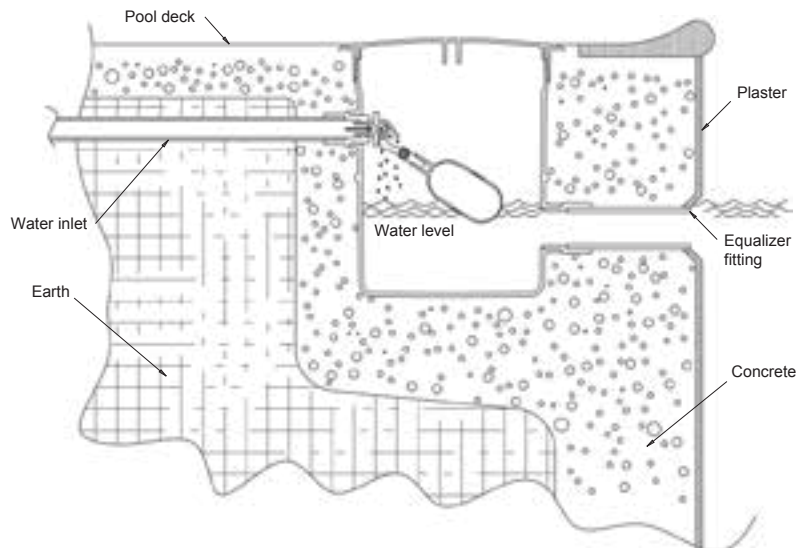 Pool deck
Plaster
Water inlet
Water level
Equalizer
fitting
Earth
Concrete